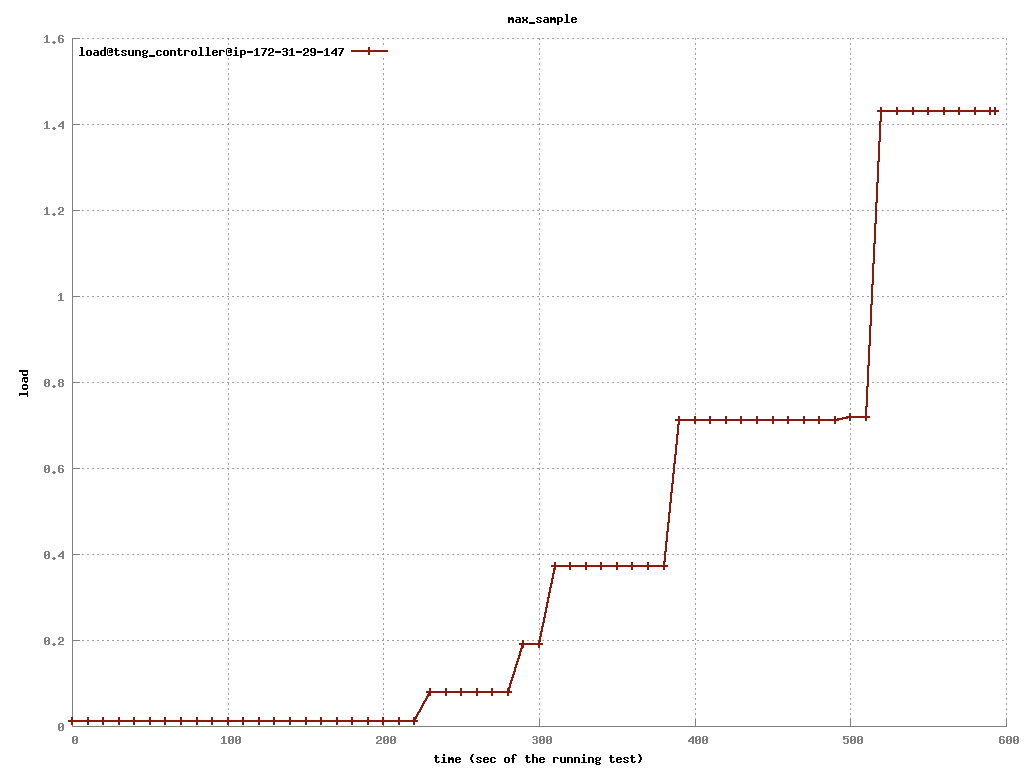 max_sample
load@tsung_controller@ip-172-31-29-147
1.6
1.4
1.2
1
0.8
0.6
0.4
0.2
0
load
0 100 200 300 400 500 600
time (sec of the running test)